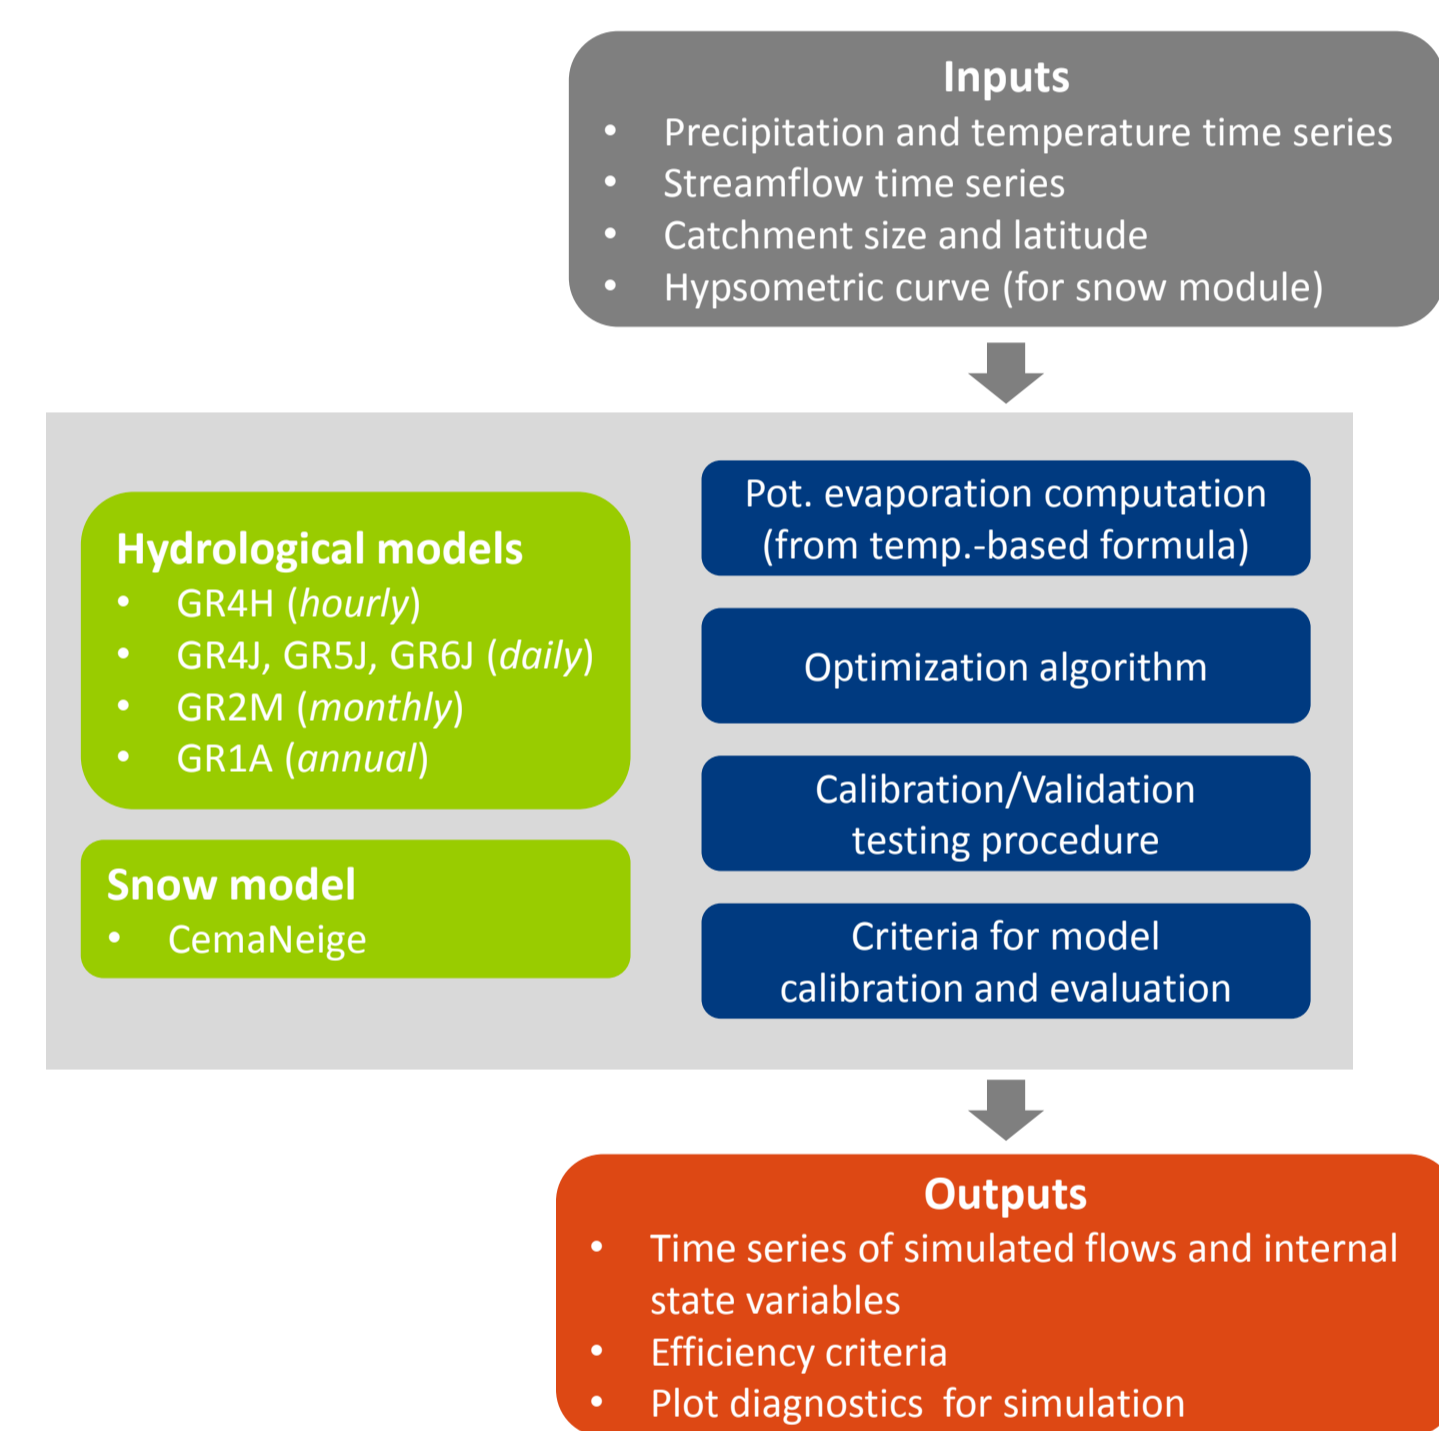 Inputs
• Precipitation and temperature time series
• Streamflow time series
• Catchment size and latitude
• Hypsometric curve (for snow module)
Hydrological models
• GR4H (hourly)
• GR4J, GR5J, GR6J (daily)
• GR2M (monthly)
• GR1A (annual)
Snow model
• CemaNeige
Pot. evaporation computation
(from temp.-based formula)
Optimization algorithm
Calibration/Validation
testing procedure
Criteria for model
calibration and evaluation
Outputs
• Time series of simulated flows and internal
state variables
• Efficiency criteria
• Plot diagnostics  for simulation